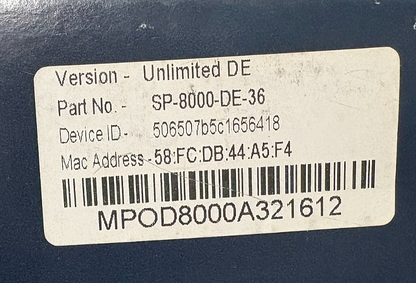 Version - Unlimited DE
Part No. - SP-8000-DE-36
Device ID - 506507b5c1656418
Mac Address - 58:FC:DB:44:A5:F4
MPOD8000A321612